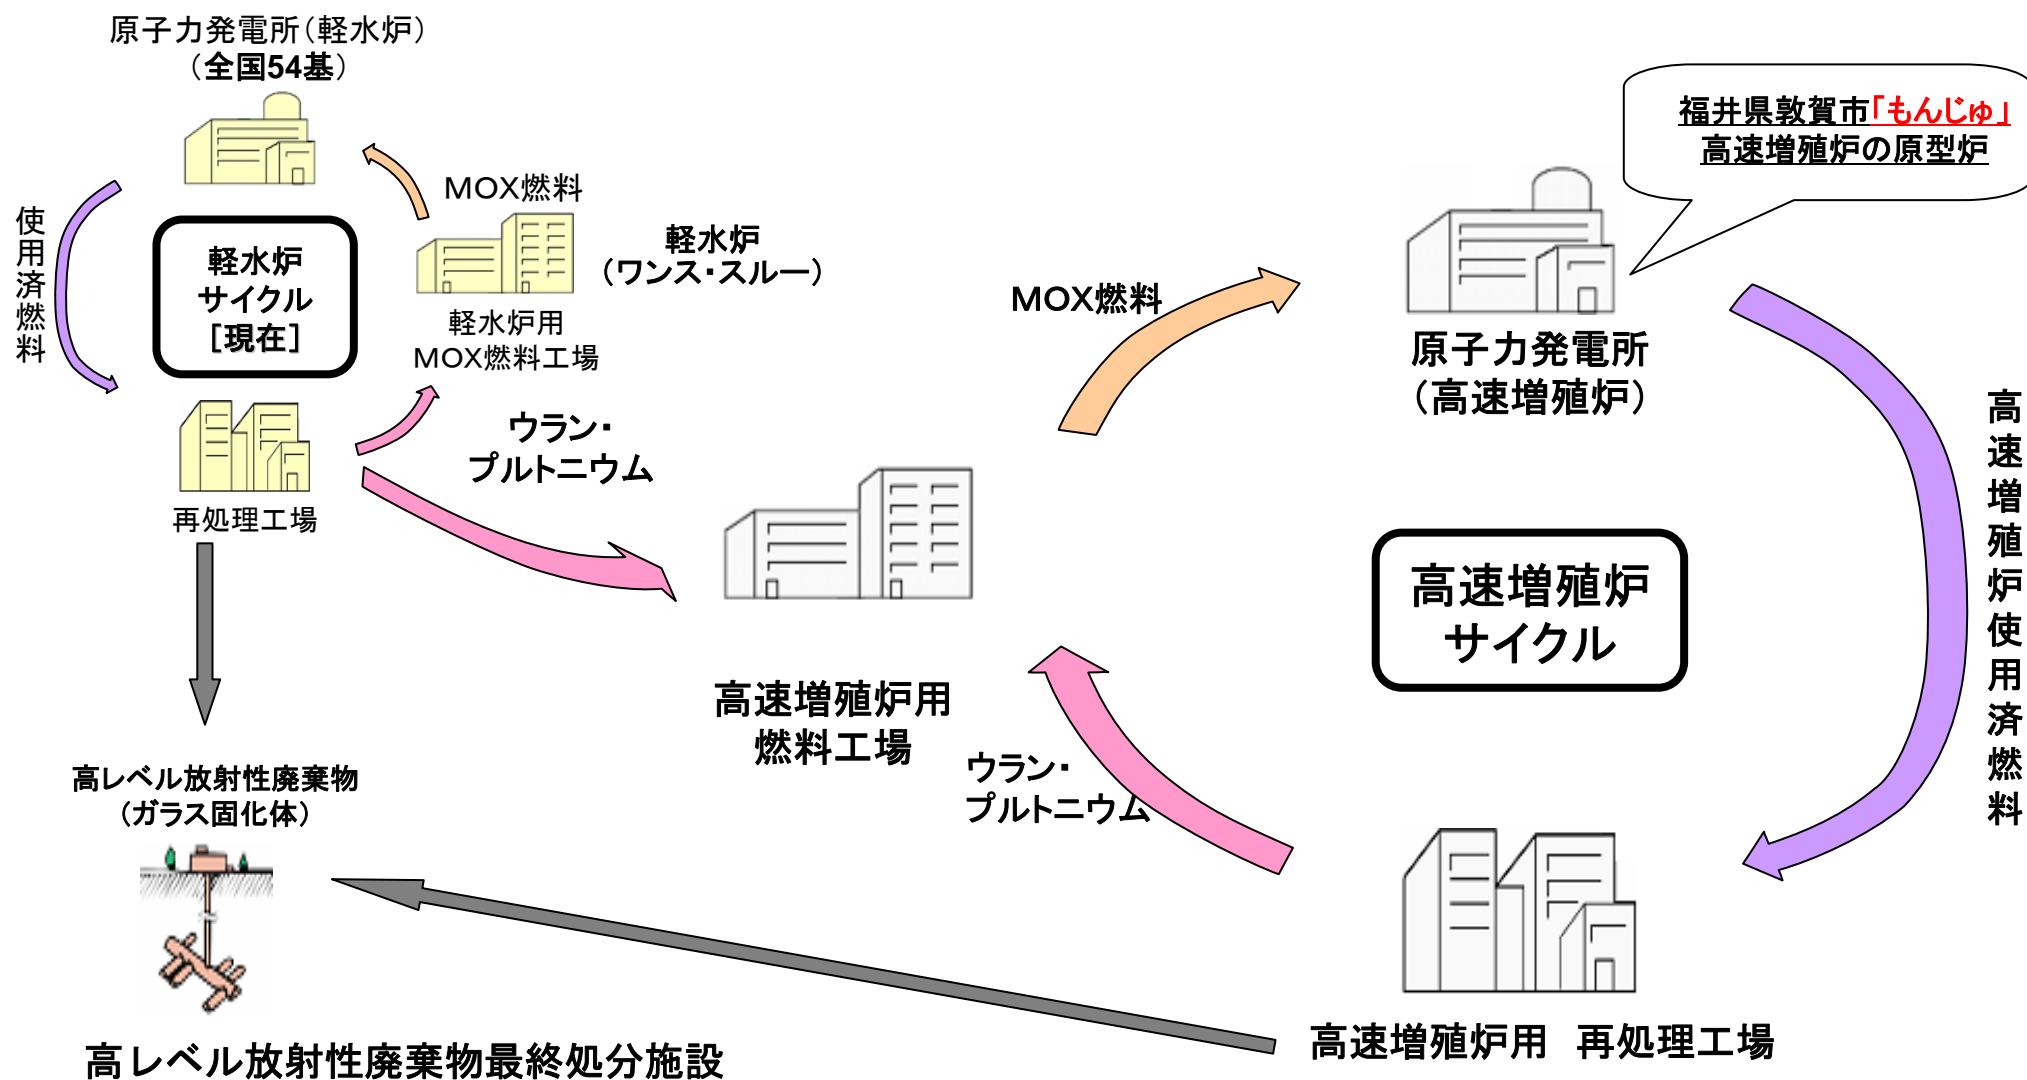 原子力発電所（軽水炉）
（全国54基）
使用済燃料
軽水炉
サイクル
［現在］
MOX燃料
軽水炉用
MOX燃料工場
軽水炉
（ワンス・スルー）
再処理工場
ウラン・
プルトニウム
高レベル放射性廃棄物
（ガラス固化体）
高レベル放射性廃棄物最終処分施設
高速増殖炉用
燃料工場
MOX燃料
福井県敦賀市「もんじゅ」
高速増殖炉の原型炉
原子力発電所
（高速増殖炉）
高速増殖炉
サイクル
高速増殖炉使用済燃料
ウラン・
プルトニウム
高速増殖炉用　再処理工場